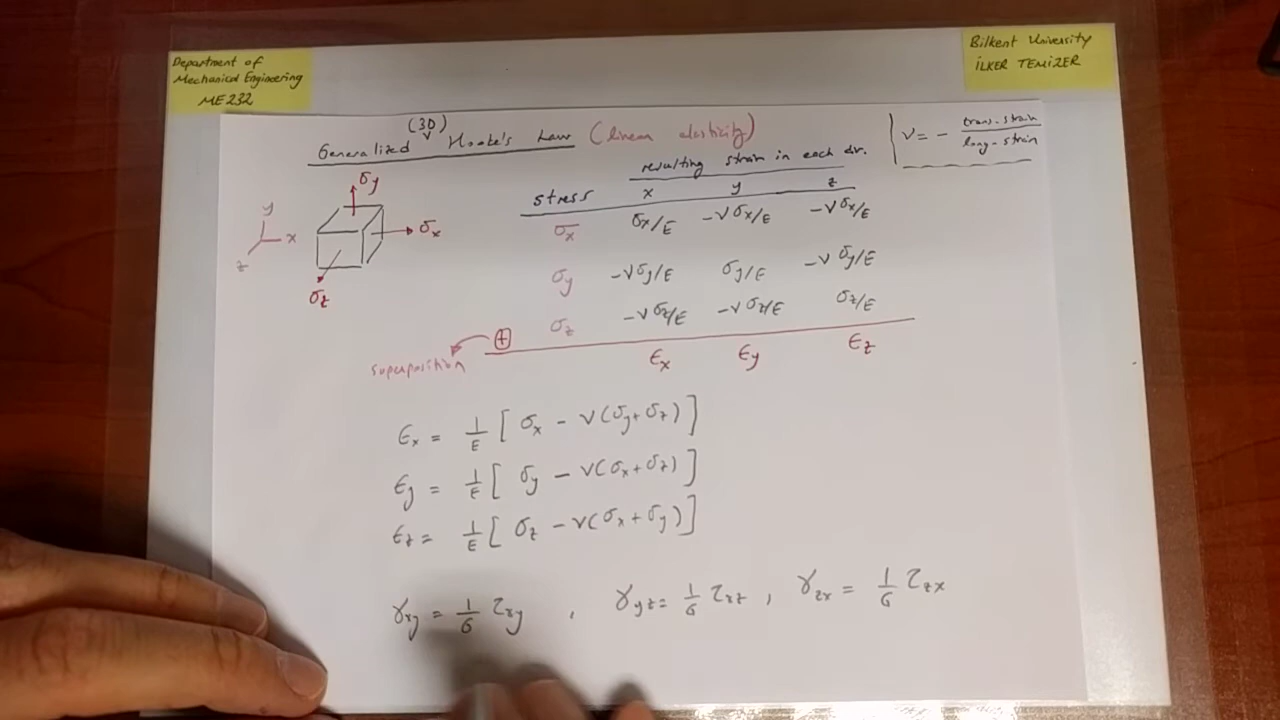 Department of
Mechanical Engineering
ME232
Bilkent University
İLKER TEMİZER
Generalized (3D) Hooke's Law (linear elasticity)
ν = - trans. strain / long. strain
resulting strain in each dir.
stress x y z
σx σx/E -νσx/E -νσx/E
σy -νσy/E σy/E -νσy/E
σz -νσz/E -νσz/E σz/E
+ εx εy εz
superposition
y
x
z
σy
σx
σz
εx = 1/E [ σx - ν(σy + σz) ]
εy = 1/E [ σy - ν(σx + σz) ]
εz = 1/E [ σz - ν(σx + σy) ]
γxy = 1/G τxy , γyz = 1/G τxz , γzx = 1/G τzx